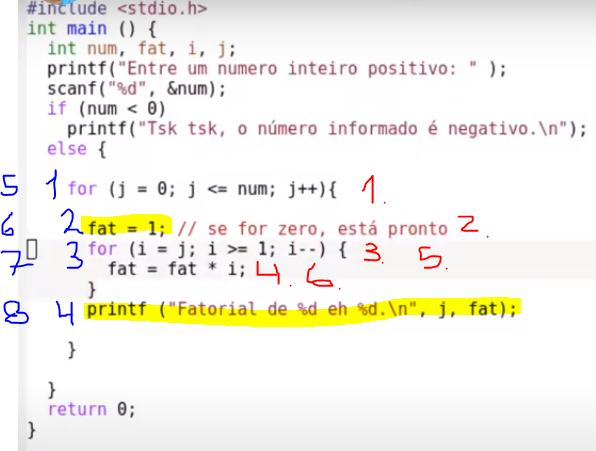 #include <stdio.h>
int main () {
int num, fat, i, j;
printf("Entre um numero inteiro positivo: " );
scanf("%d", &num);
if (num < 0)
printf("Tsk tsk, o número informado é negativo.\n");
else {
5 1 for (j = 0; j <= num; j++){ 1.
6 2 fat = 1; // se for zero, está pronto 2.
7 3 for (i = j; i >= 1; i--) { 3. 5.
fat = fat * i; 4. 6.
}
8 4 printf ("Fatorial de %d eh %d.\n", j, fat);
}
}
return 0;
}